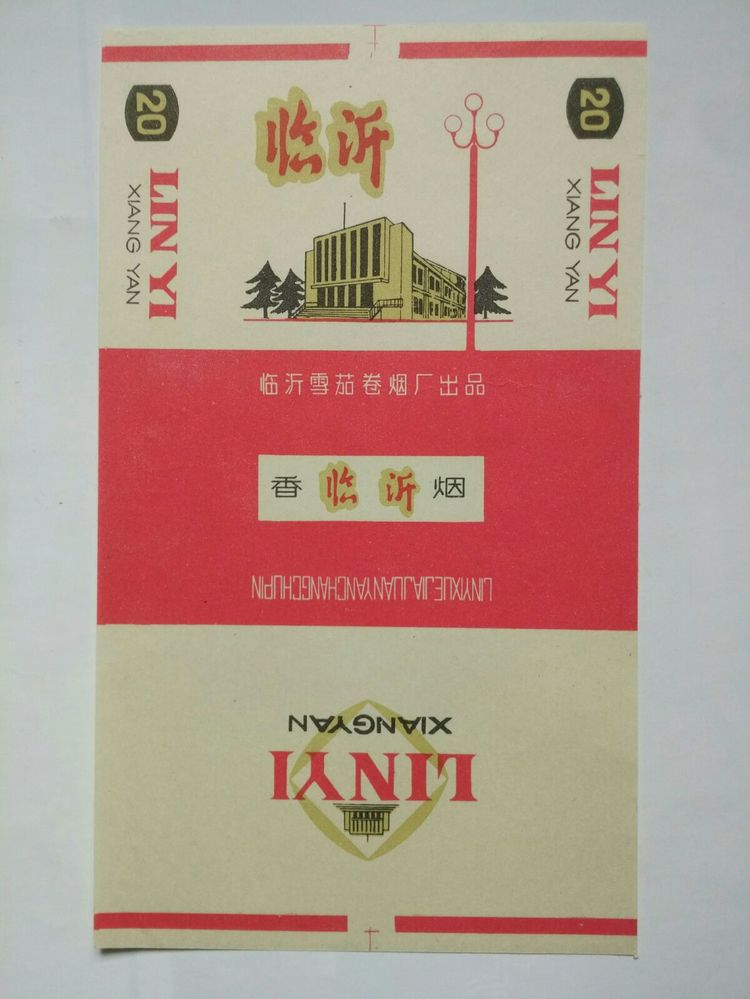 20
LIN YI
XIANG YAN
临沂
20
LIN YI
XIANG YAN
临沂雪茄卷烟厂出品
香临沂烟
LINYIXUEJIAJUANYANCHANGCHUPIN
LINYI
XIANGYAN